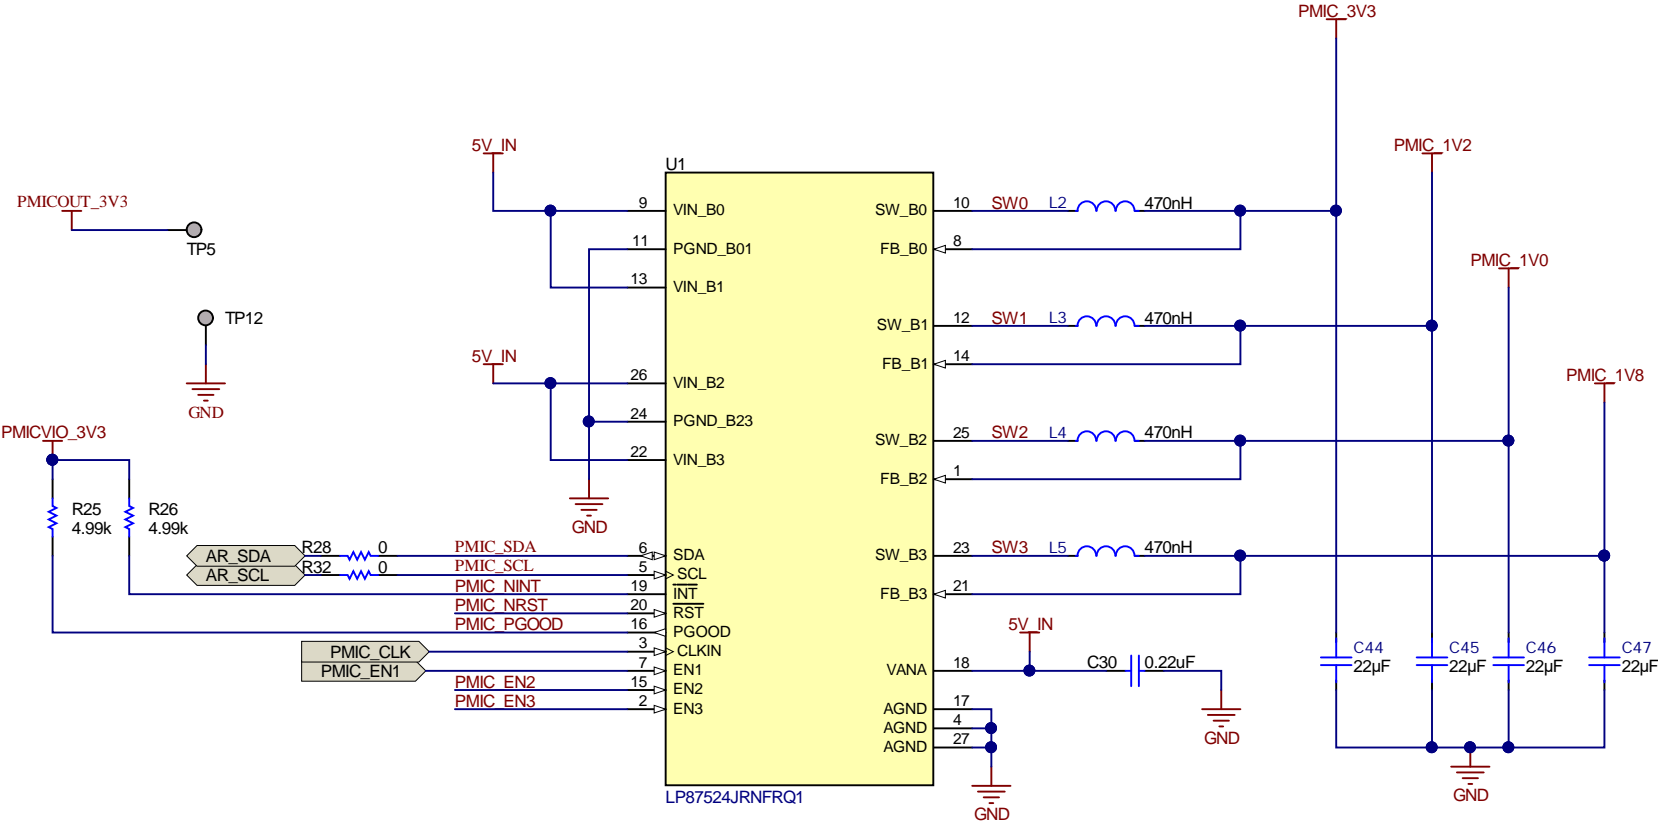 PMIC_3V3
PMIC_1V2
PMIC_1V0
PMIC_1V8
PMICOUT_3V3
TP5
TP12
GND
PMICVIO_3V3
R25
4.99k
R26
4.99k
AR_SDA
R28
0
PMIC_SDA
AR_SCL
R32
0
PMIC_SCL
PMIC_NINT
PMIC_NRST
PMIC_PGOOD
PMIC_CLK
PMIC_EN1
PMIC_EN2
PMIC_EN3
5V_IN
5V_IN
GND
U1
9 VIN_B0
11 PGND_B01
13 VIN_B1
26 VIN_B2
24 PGND_B23
22 VIN_B3
6 SDA
5 SCL
19 INT
20 RST
16 PGOOD
3 CLKIN
7 EN1
15 EN2
2 EN3
SW_B0 10 SW0 L2 470nH
FB_B0 8
SW_B1 12 SW1 L3 470nH
FB_B1 14
SW_B2 25 SW2 L4 470nH
FB_B2 1
SW_B3 23 SW3 L5 470nH
FB_B3 21
5V_IN
VANA 18 C30 0.22uF
GND
AGND 17
AGND 4
AGND 27
GND
LP87524JRNFRQ1
C44
22µF
C45
22µF
C46
22µF
C47
22µF
GND